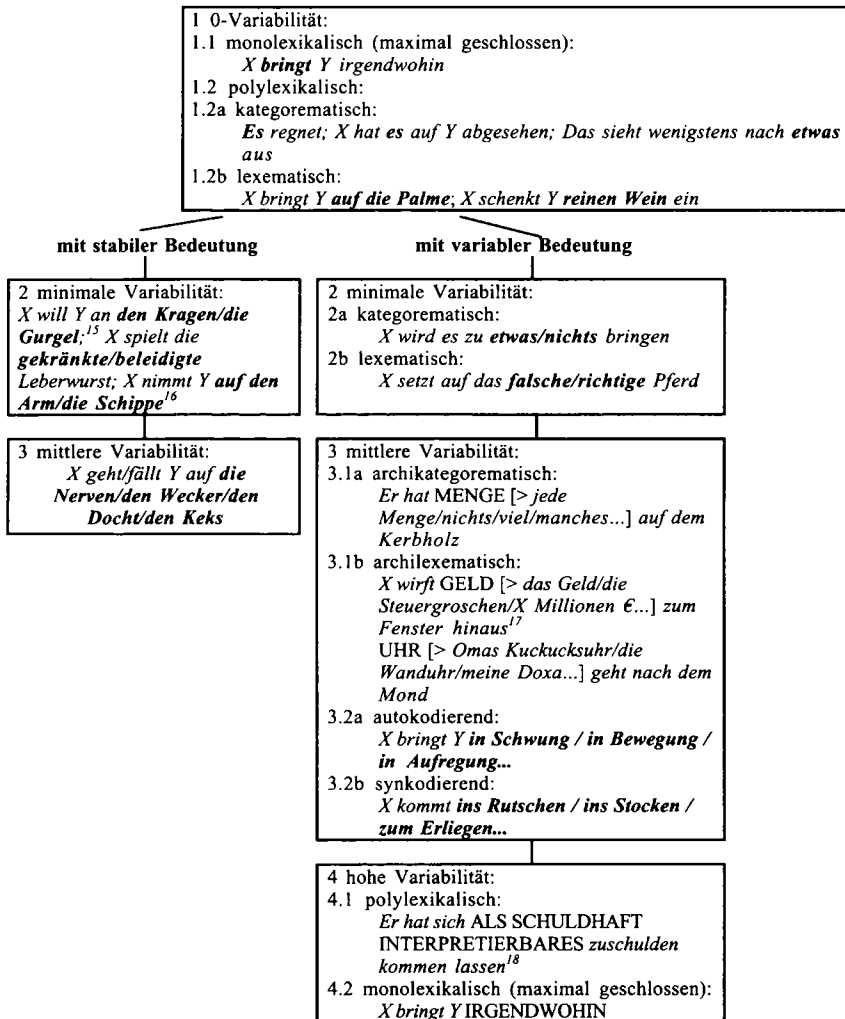 1 0-Variabilität:
1.1 monolexikalisch (maximal geschlossen):
X bringt Y irgendwohin
1.2 polylexikalisch:
1.2a kategorematisch:
Es regnet; X hat es auf Y abgesehen; Das sieht wenigstens nach etwas
aus
1.2b lexematisch:
X bringt Y auf die Palme; X schenkt Y reinen Wein ein
mit stabiler Bedeutung
mit variabler Bedeutung
2 minimale Variabilität:
X will Y an den Kragen/die
Gurgel;15 X spielt die
gekränkte/beleidigte
Leberwurst; X nimmt Y auf den
Arm/die Schippe16
3 mittlere Variabilität:
X geht/fällt Y auf die
Nerven/den Wecker/den
Docht/den Keks
2 minimale Variabilität:
2a kategorematisch:
X wird es zu etwas/nichts bringen
2b lexematisch:
X setzt auf das falsche/richtige Pferd
3 mittlere Variabilität:
3.1a archikategorematisch:
Er hat MENGE [> jede
Menge/nichts/viel/manches...] auf dem
Kerbholz
3.1b archilexematisch:
X wirft GELD [> das Geld/die
Steuergroschen/X Millionen €...] zum
Fenster hinaus17
UHR [> Omas Kuckucksuhr/die
Wanduhr/meine Doxa...] geht nach dem
Mond
3.2a autokodierend:
X bringt Y in Schwung / in Bewegung /
in Aufregung...
3.2b synkodierend:
X kommt ins Rutschen / ins Stocken /
zum Erliegen...
4 hohe Variabilität:
4.1 polylexikalisch:
Er hat sich ALS SCHULDHAFT
INTERPRETIERBARES zuschulden
kommen lassen18
4.2 monolexikalisch (maximal geschlossen):
X bringt Y IRGENDWOHIN